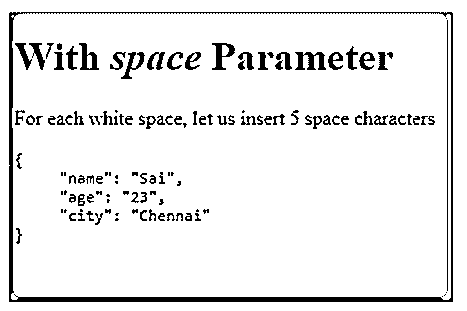 With space Parameter
For each white space, let us insert 5 space characters
{
     "name": "Sai",
     "age": "23",
     "city": "Chennai"
}